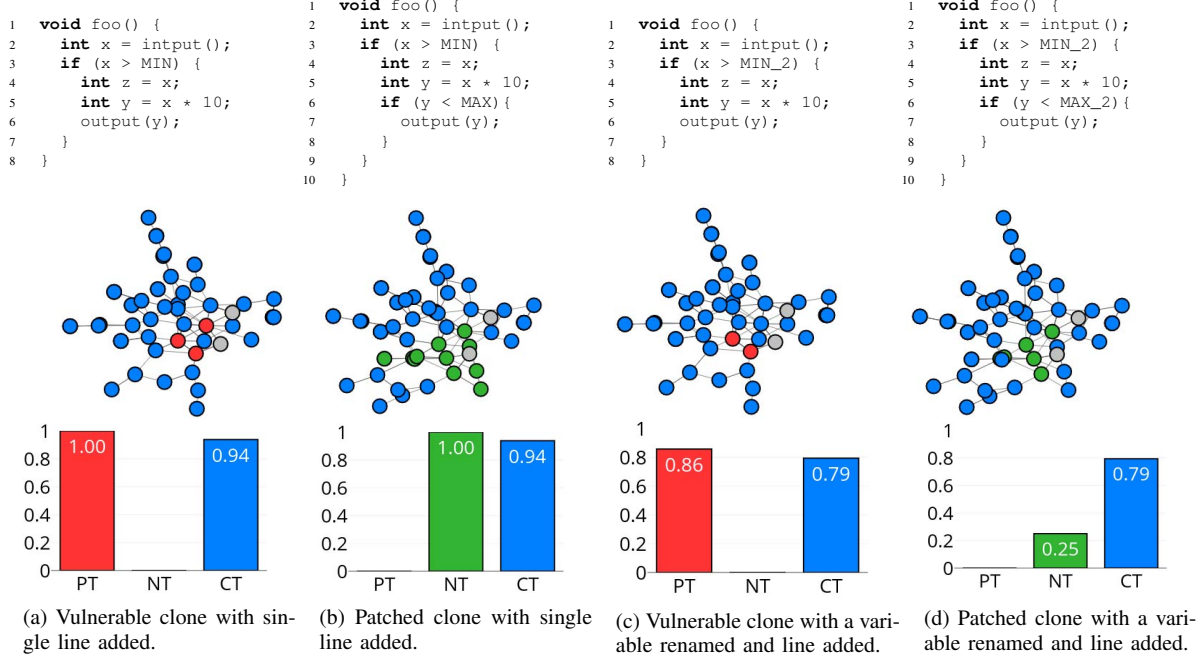 1 void foo() {
2 int x = intput();
3 if (x > MIN) {
4 int z = x;
5 int y = x * 10;
6 output(y);
7 }
8 }
1 void foo() {
2 int x = intput();
3 if (x > MIN) {
4 int z = x;
5 int y = x * 10;
6 if (y < MAX){
7 output(y);
8 }
9 }
10 }
1 void foo() {
2 int x = intput();
3 if (x > MIN_2) {
4 int z = x;
5 int y = x * 10;
6 output(y);
7 }
8 }
1 void foo() {
2 int x = intput();
3 if (x > MIN_2) {
4 int z = x;
5 int y = x * 10;
6 if (y < MAX_2){
7 output(y);
8 }
9 }
10 }
1
0.8
0.6
0.4
0.2
0
1.00
0.94
PT NT CT
(a) Vulnerable clone with sin-
gle line added.
1
0.8
0.6
0.4
0.2
0
1.00
0.94
PT NT CT
(b) Patched clone with single
line added.
1
0.8
0.6
0.4
0.2
0
0.86
0.79
PT NT CT
(c) Vulnerable clone with a vari-
able renamed and line added.
1
0.8
0.6
0.4
0.2
0
0.25
0.79
PT NT CT
(d) Patched clone with a vari-
able renamed and line added.